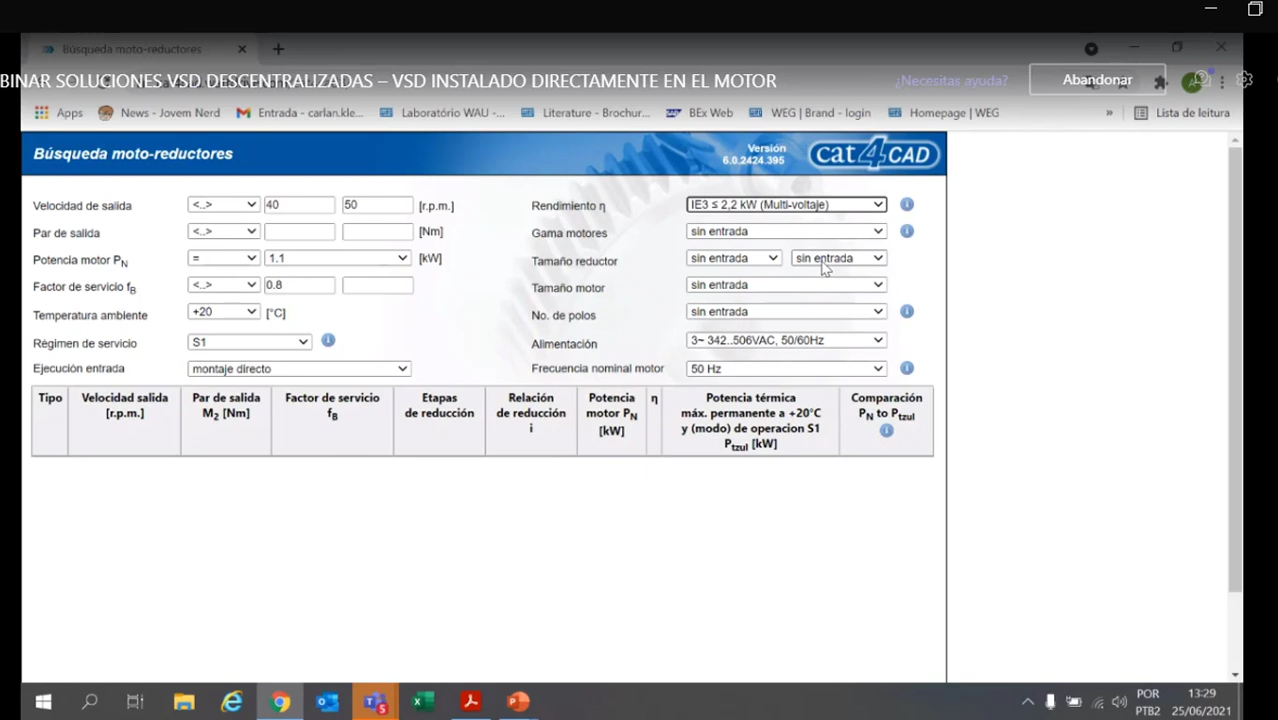 Búsqueda moto-reductores
BINAR SOLUCIONES VSD DESCENTRALIZADAS – VSD INSTALADO DIRECTAMENTE EN EL MOTOR
¿Necesitas ayuda?
Abandonar
Apps
News - Jovem Nerd
Entrada - carlan.kle...
Laboratório WAU -...
Literature - Brochur...
BEx Web
WEG | Brand - login
Homepage | WEG
»
Lista de leitura
Búsqueda moto-reductores
Versión
6.0.2424.395
cat4CAD
Velocidad de salida <..> 40 50 [r.p.m.]
Rendimiento η IE3 ≤ 2,2 kW (Multi-voltaje)
Par de salida <..> [Nm]
Gama motores sin entrada
Potencia motor PN = 1.1 [kW]
Tamaño reductor sin entrada sin entrada
Factor de servicio fB <..> 0.8
Tamaño motor sin entrada
Temperatura ambiente +20 [°C]
No. de polos sin entrada
Régimen de servicio S1
Alimentación 3~ 342..506VAC, 50/60Hz
Ejecución entrada montaje directo
Frecuencia nominal motor 50 Hz
Tipo
Velocidad salida
[r.p.m.]
Par de salida
M2 [Nm]
Factor de servicio
fB
Etapas
de reducción
Relación
de reducción
i
Potencia
motor PN
[kW]
η
Potencia térmica
máx. permanente a +20°C
y (modo) de operacion S1
Ptzul [kW]
Comparación
PN to Ptzul
POR
PTB2
13:29
25/06/2021